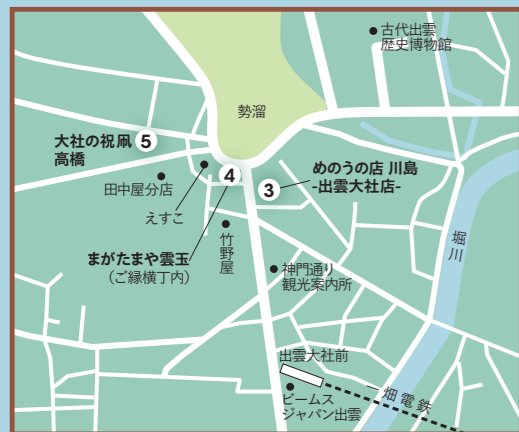 古代出雲
歴史博物館
勢溜
大社の祝凧
高橋
5
田中屋分店
えすこ
4
3
めのうの店 川島
-出雲大社店-
まがたまや雲玉
(ご縁横丁内)
竹野屋
神門通り
観光案内所
堀川
出雲大社前
一畑電鉄
ビームス
ジャパン出雲